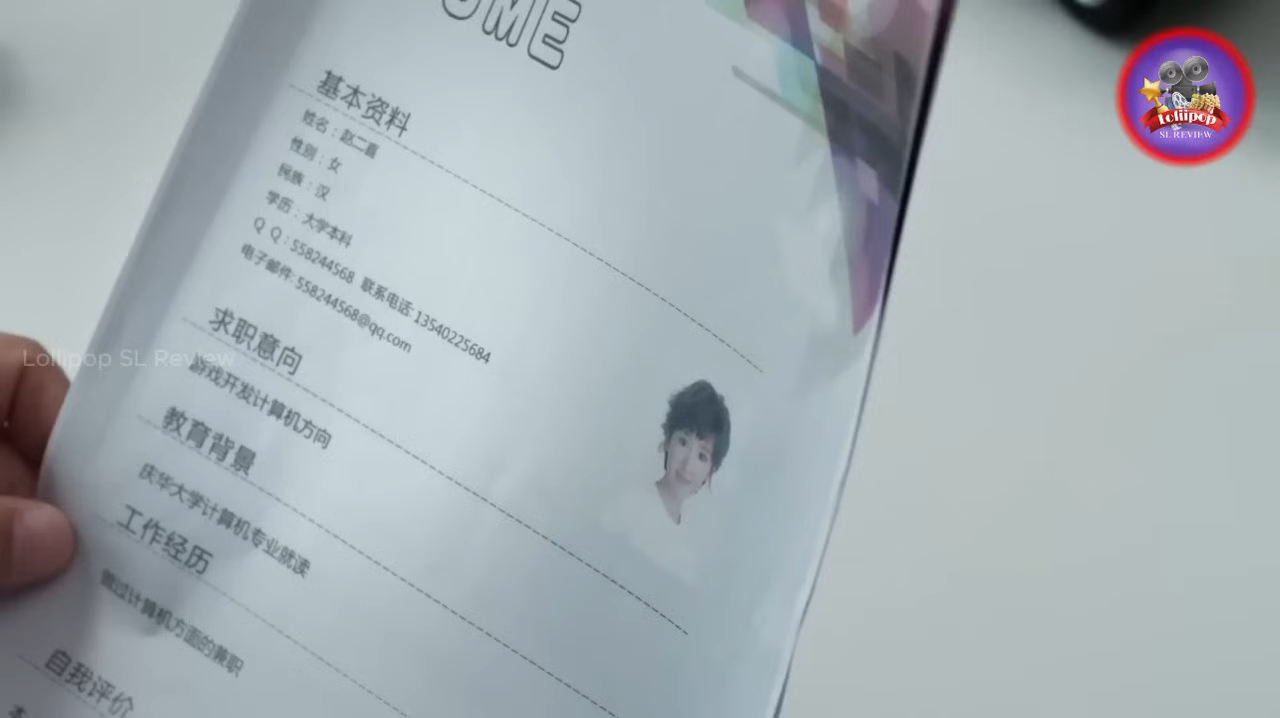 UME
基本资料
姓名：赵二喜
性别：女
民族：汉
学历：大学本科
Q Q：558244568 联系电话: 13540225684
电子邮件: 558244568@qq.com
求职意向
游戏开发计算机方向
教育背景
庆华大学计算机专业就读
工作经历
做过计算机方面的兼职
自我评价
Lollipop SL Review
Loliipop
SL REVIEW